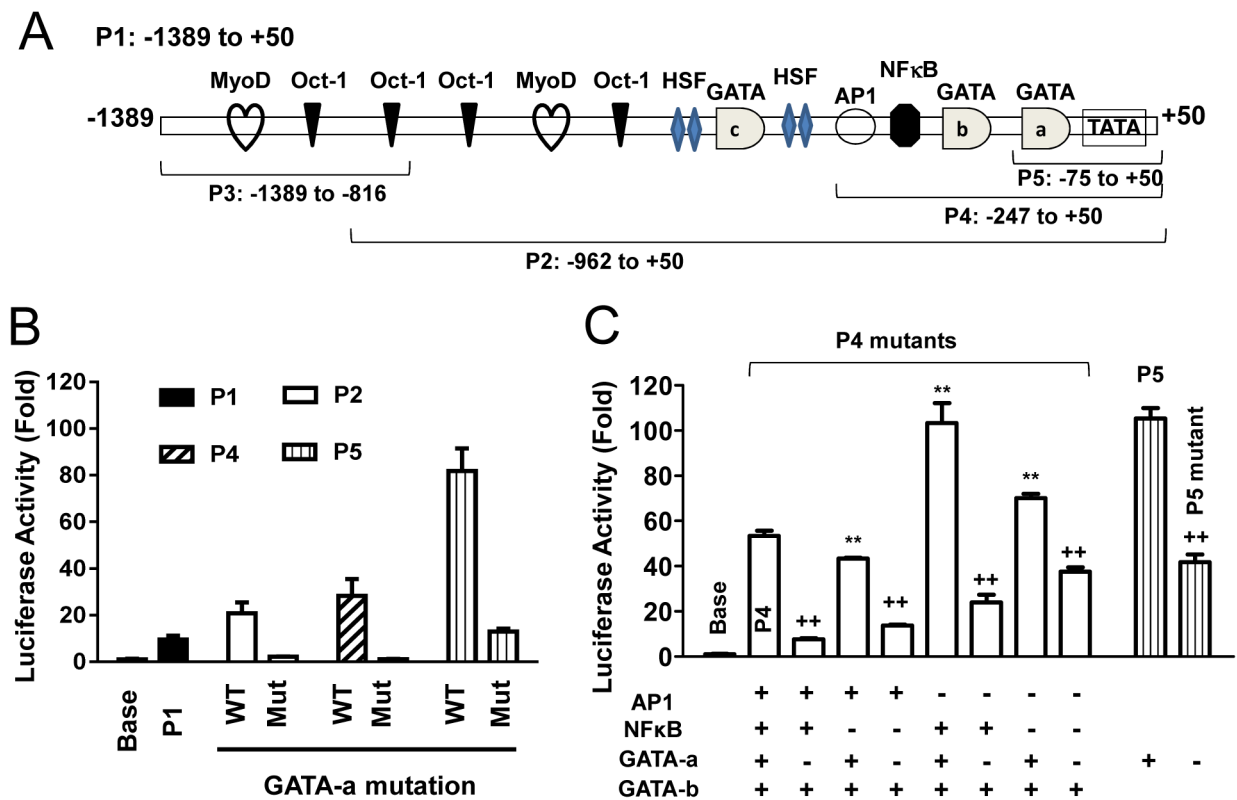 A
P1: -1389 to +50
MyoD Oct-1 Oct-1 Oct-1 MyoD Oct-1 HSF GATA HSF AP1 NFκB GATA GATA
-1389 c b a TATA +50
P3: -1389 to -816
P5: -75 to +50
P4: -247 to +50
P2: -962 to +50
B
Luciferase Activity (Fold)
120
100
80
60
40
20
0
P1 P2
P4 P5
Base P1 WT Mut WT Mut WT Mut
GATA-a mutation
C
P4 mutants
Luciferase Activity (Fold)
120
100
80
60
40
20
0
Base P4 ++ ** ++ ** ++ ** ++ P5 ++ P5 mutant
AP1 + + + + - - - -
NFκB + + - - + + - -
GATA-a + - + - + - + - + -
GATA-b + + + + + + + +